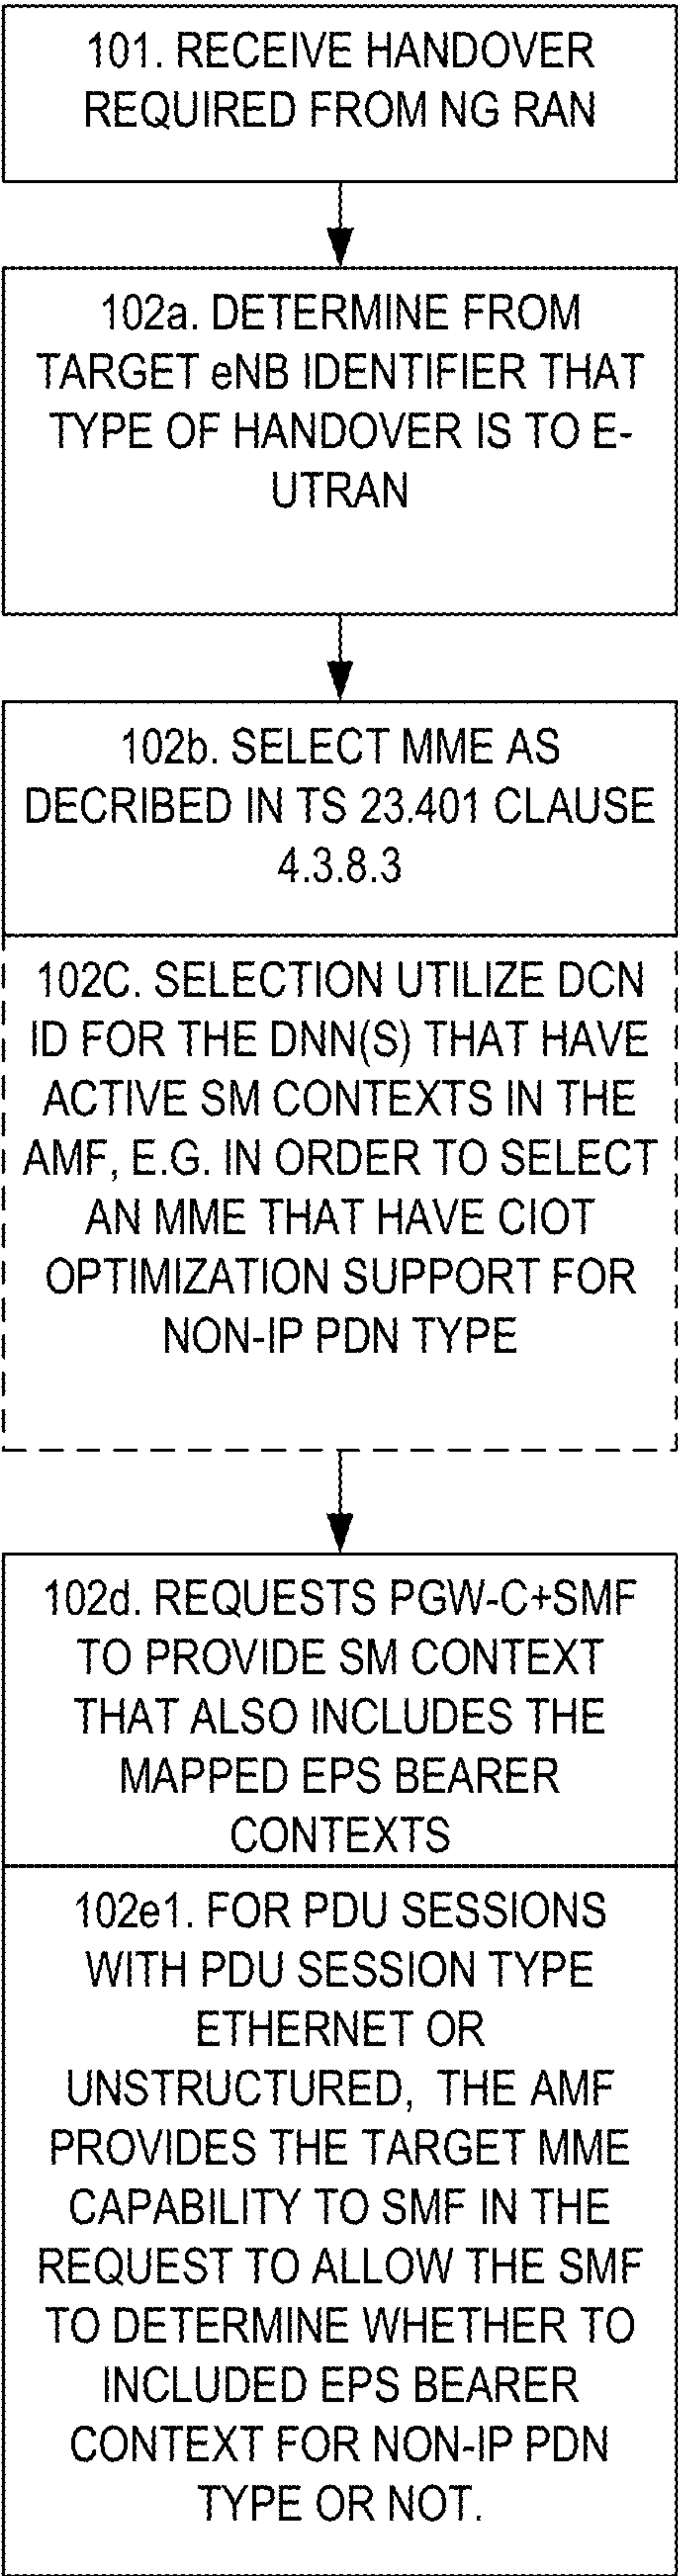 101. RECEIVE HANDOVER
REQUIRED FROM NG RAN
102a. DETERMINE FROM
TARGET eNB IDENTIFIER THAT
TYPE OF HANDOVER IS TO E-
UTRAN
102b. SELECT MME AS
DECRIBED IN TS 23.401 CLAUSE
4.3.8.3
102C. SELECTION UTILIZE DCN
ID FOR THE DNN(S) THAT HAVE
ACTIVE SM CONTEXTS IN THE
AMF, E.G. IN ORDER TO SELECT
AN MME THAT HAVE CIOT
OPTIMIZATION SUPPORT FOR
NON-IP PDN TYPE
102d. REQUESTS PGW-C+SMF
TO PROVIDE SM CONTEXT
THAT ALSO INCLUDES THE
MAPPED EPS BEARER
CONTEXTS
102e1. FOR PDU SESSIONS
WITH PDU SESSION TYPE
ETHERNET OR
UNSTRUCTURED, THE AMF
PROVIDES THE TARGET MME
CAPABILITY TO SMF IN THE
REQUEST TO ALLOW THE SMF
TO DETERMINE WHETHER TO
INCLUDED EPS BEARER
CONTEXT FOR NON-IP PDN
TYPE OR NOT.